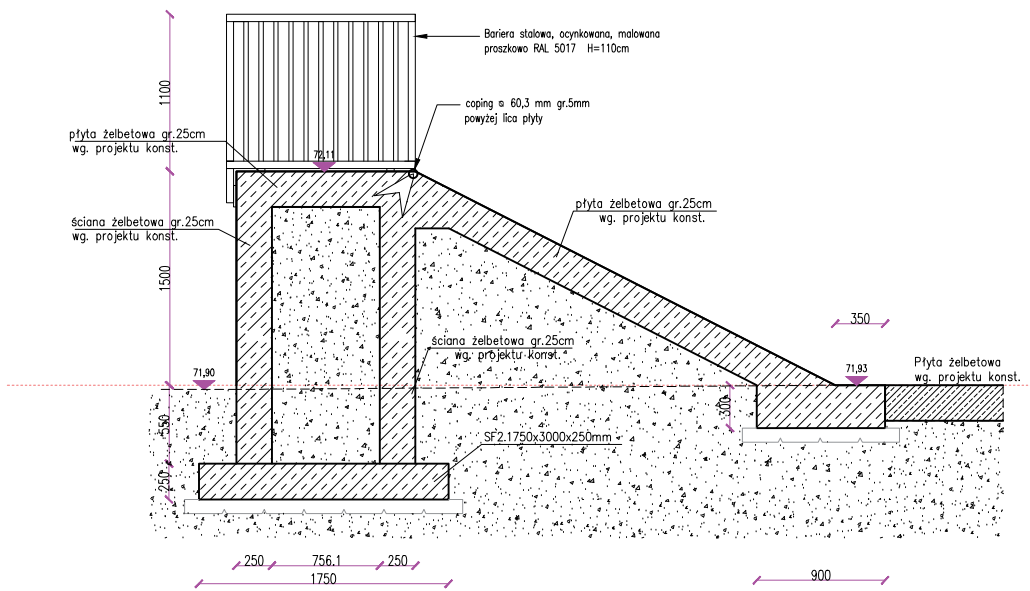 Bariera stalowa, ocynkowana, malowana
proszkowo RAL 5017 H=110cm
1100
coping ⌀ 60,3 mm gr.5mm
powyżej lica płyty
płyta żelbetowa gr.25cm
wg. projektu konst.
72,11
płyta żelbetowa gr.25cm
wg. projektu konst.
ściana żelbetowa gr.25cm
wg. projektu konst.
1500
350
ściana żelbetowa gr.25cm
wg. projektu konst.
71,90
71,93
Płyta żelbetowa
wg. projektu konst.
300
550
SF2.1750x3000x250mm
250
250 756.1 250
1750
900